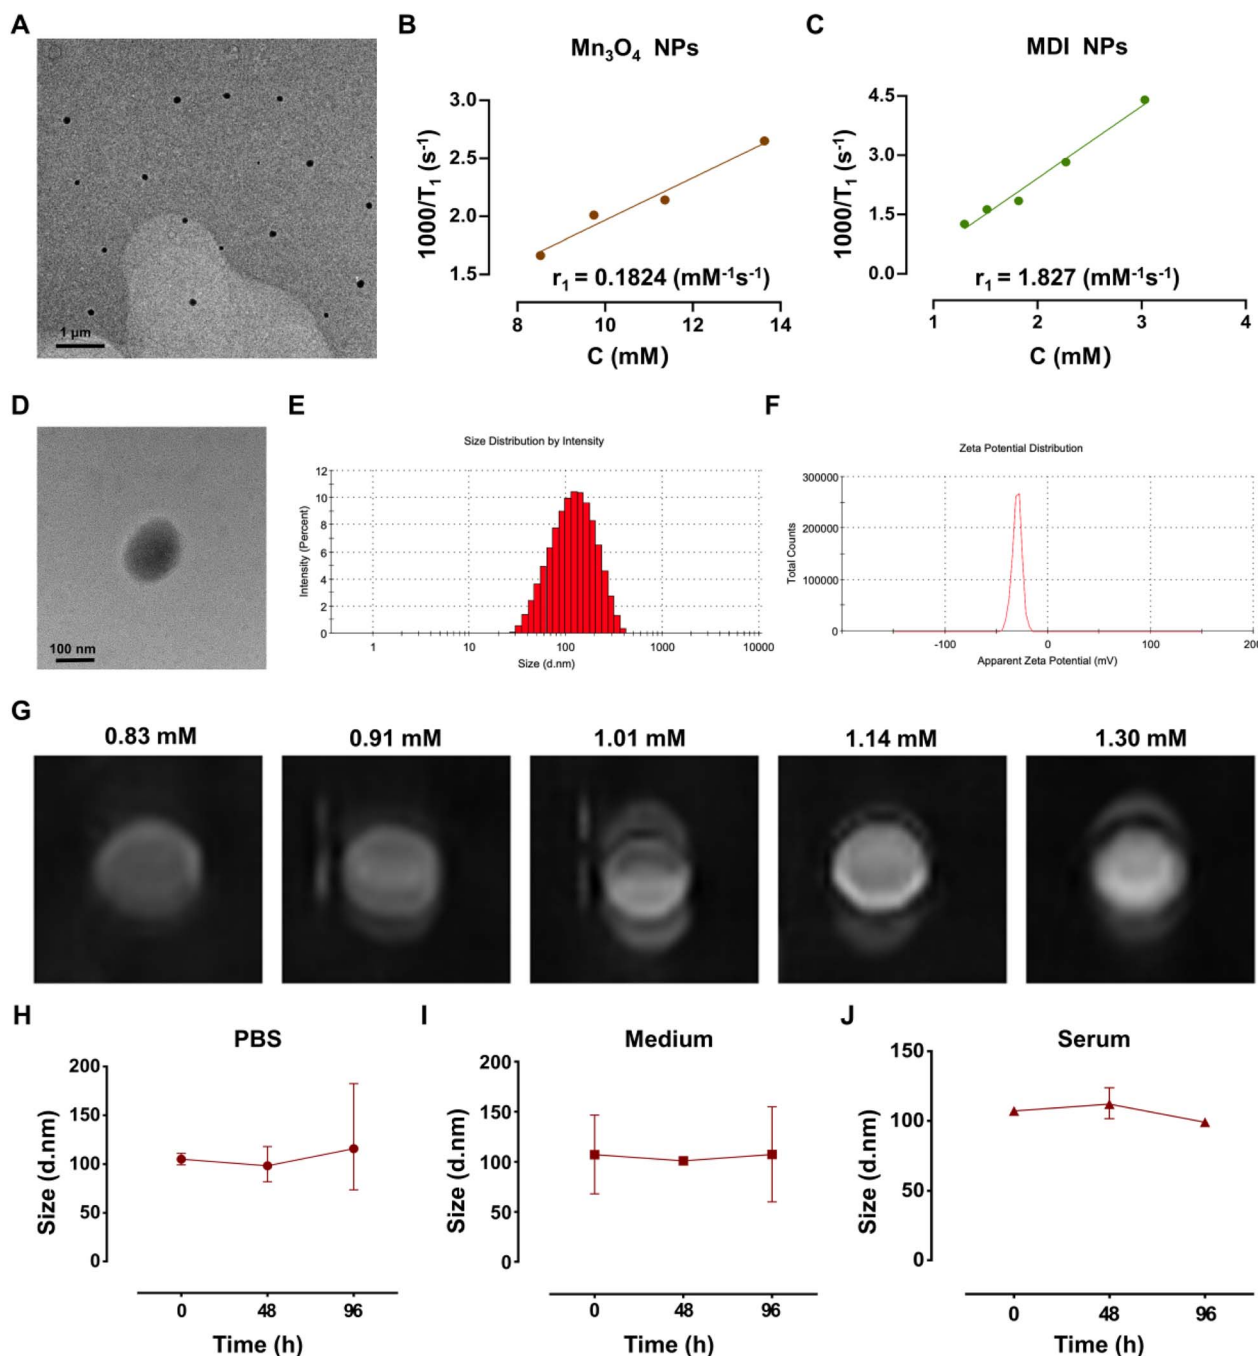 A
1 µm
B
Mn₃O₄ NPs
1000/T₁ (s⁻¹)
3.0
2.5
2.0
1.5
r₁ = 0.1824 (mM⁻¹s⁻¹)
8 10 12 14
C (mM)
C
MDI NPs
1000/T₁ (s⁻¹)
4.5
3.0
1.5
0.0
r₁ = 1.827 (mM⁻¹s⁻¹)
1 2 3 4
C (mM)
D
100 nm
E
Size Distribution by Intensity
Intensity (Percent)
12
10
8
6
4
2
0
1 10 100 1000 10000
Size (d.nm)
F
Zeta Potential Distribution
Total Counts
300000
200000
100000
0
-100 0 100 200
Apparent Zeta Potential (mV)
G
0.83 mM 0.91 mM 1.01 mM 1.14 mM 1.30 mM
H
PBS
Size (d.nm)
200
150
100
50
0
0 48 96
Time (h)
I
Medium
Size (d.nm)
200
150
100
50
0
0 48 96
Time (h)
J
Serum
Size (d.nm)
150
100
50
0
0 48 96
Time (h)